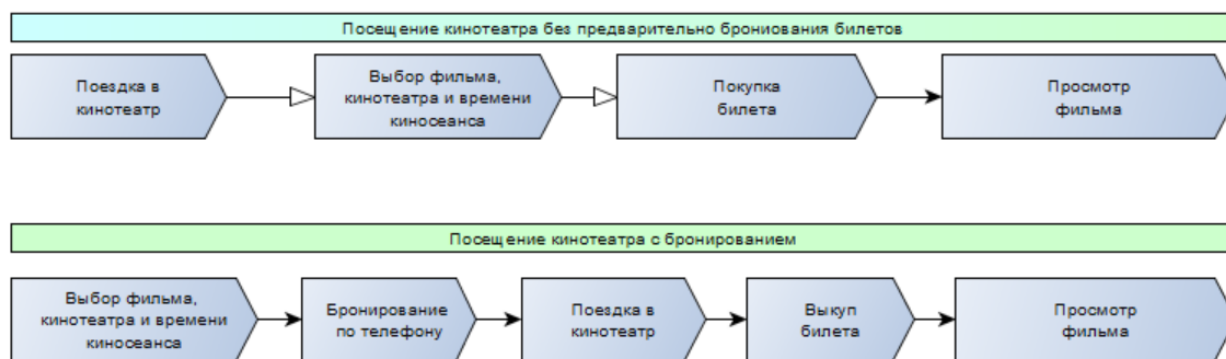 Посещение кинотеатра без предварительно брониования билетов
Поездка в
кинотеатр
Выбор фильма,
кинотеатра и времени
киносеанса
Покупка
билета
Просмотр
фильма
Посещение кинотеатра с бронированием
Выбор фильма,
кинотеатра и времени
киносеанса
Бронирование
по телефону
Поездка в
кинотеатр
Выкуп
билета
Просмотр
фильма